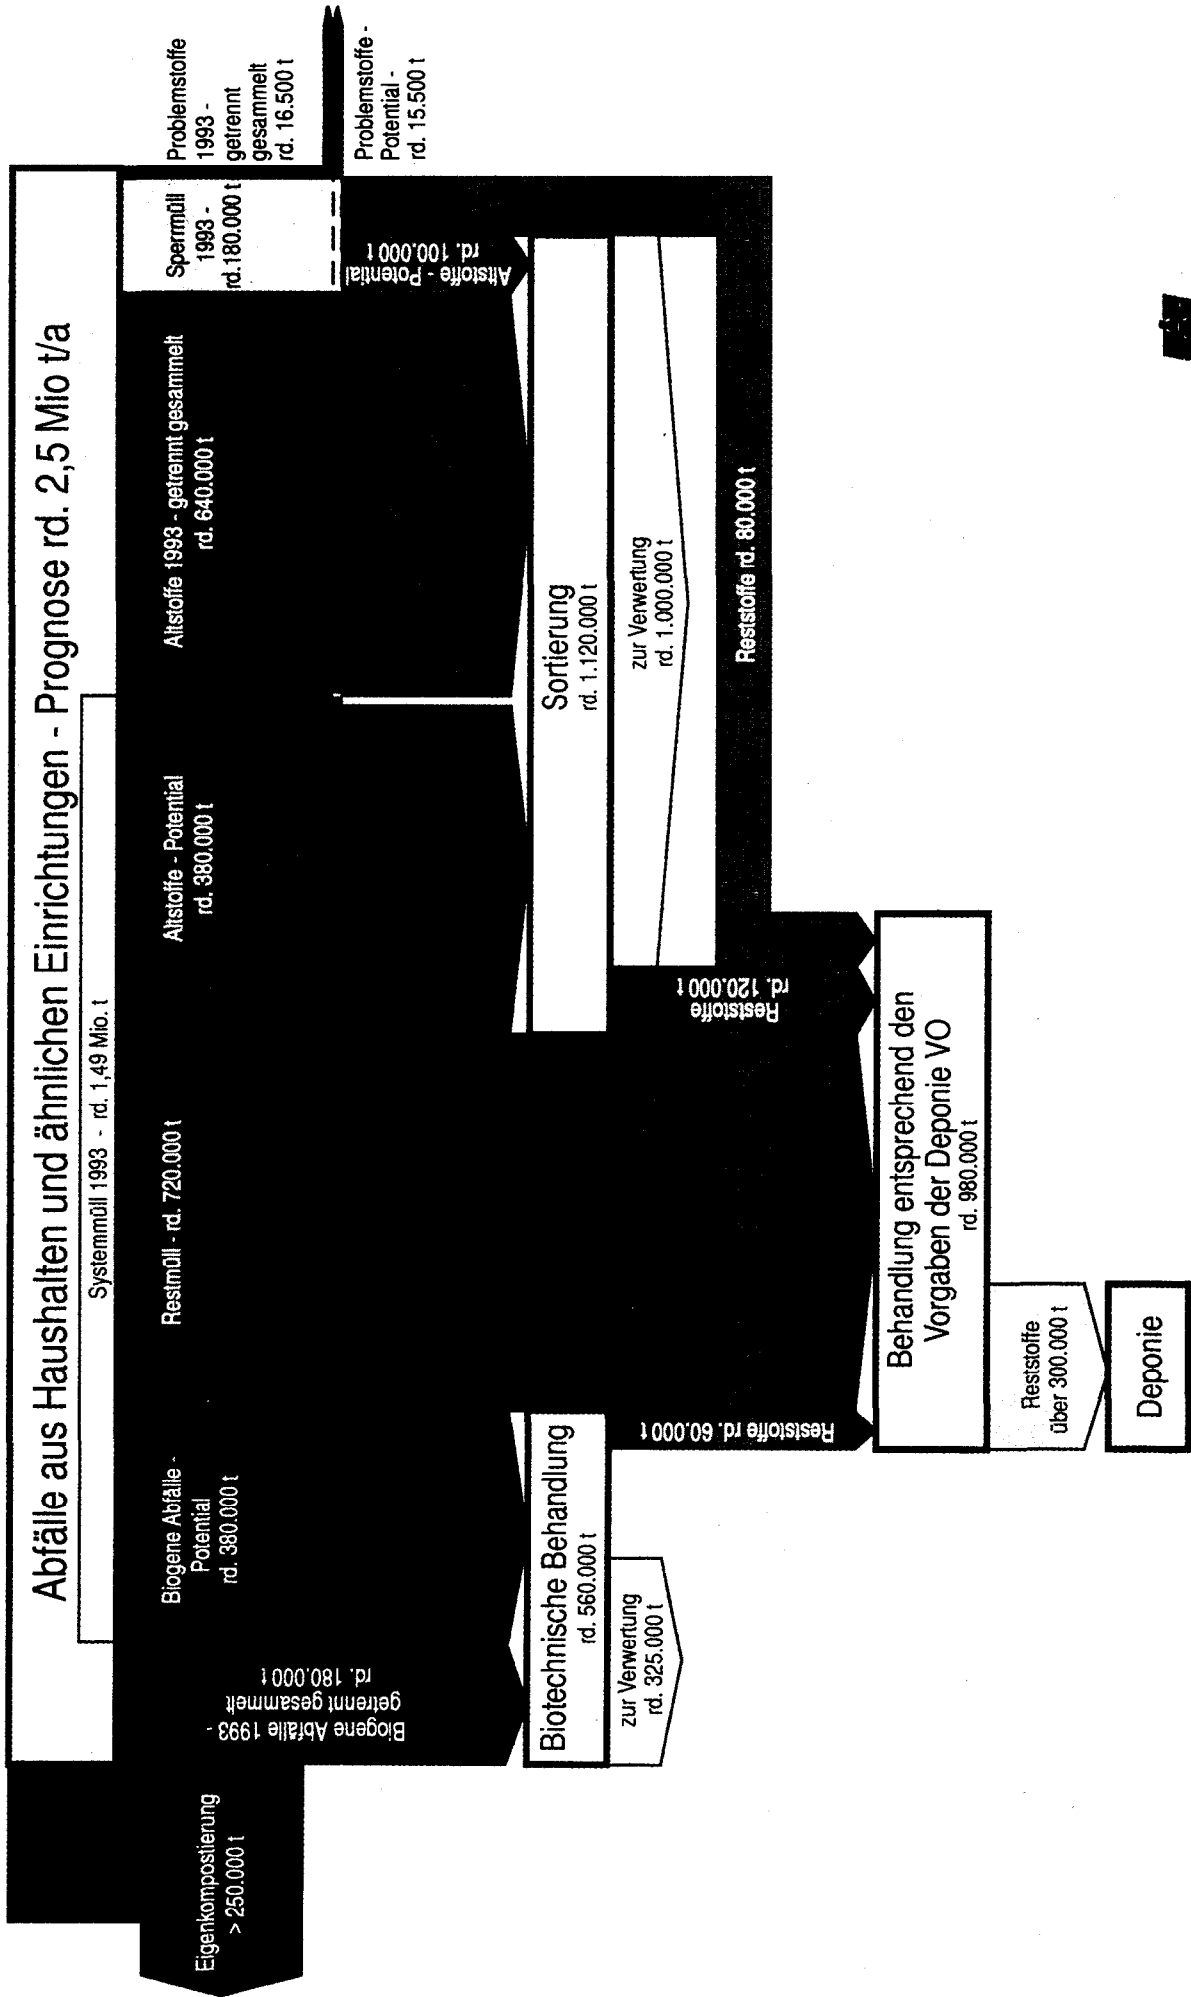 Abfälle aus Haushalten und ähnlichen Einrichtungen - Prognose rd. 2,5 Mio t/a
Systemmüll 1993 - rd. 1,49 Mio. t
Eigenkompostierung
> 250.000 t
Biogene Abfälle 1993 -
getrennt gesammelt
rd. 180.000 t
Biogene Abfälle -
Potential
rd. 380.000 t
Restmüll - rd. 720.000 t
Altstoffe - Potential
rd. 380.000 t
Altstoffe 1993 - getrennt gesammelt
rd. 640.000 t
Sperrmüll
1993 -
rd.180.000 t
Problemstoffe
1993 -
getrennt
gesammelt
rd. 16.500 t
Problemstoffe -
Potential -
rd. 15.500 t
Altstoffe - Potential
rd. 100.000 t
Biotechnische Behandlung
rd. 560.000 t
zur Verwertung
rd. 325.000 t
Sortierung
rd. 1.120.000 t
zur Verwertung
rd. 1.000.000 t
Reststoffe rd. 60.000 t
Reststoffe
rd. 120.000 t
Reststoffe rd. 80.000 t
Behandlung entsprechend den
Vorgaben der Deponie VO
rd. 980.000 t
Reststoffe
über 300.000 t
Deponie